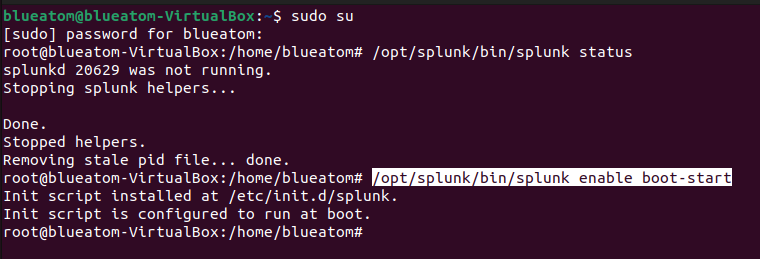 blueatom@blueatom-VirtualBox:~$ sudo su
[sudo] password for blueatom:
root@blueatom-VirtualBox:/home/blueatom# /opt/splunk/bin/splunk status
splunkd 20629 was not running.
Stopping splunk helpers...
Done.
Stopped helpers.
Removing stale pid file... done.
root@blueatom-VirtualBox:/home/blueatom# /opt/splunk/bin/splunk enable boot-start
Init script installed at /etc/init.d/splunk.
Init script is configured to run at boot.
root@blueatom-VirtualBox:/home/blueatom#